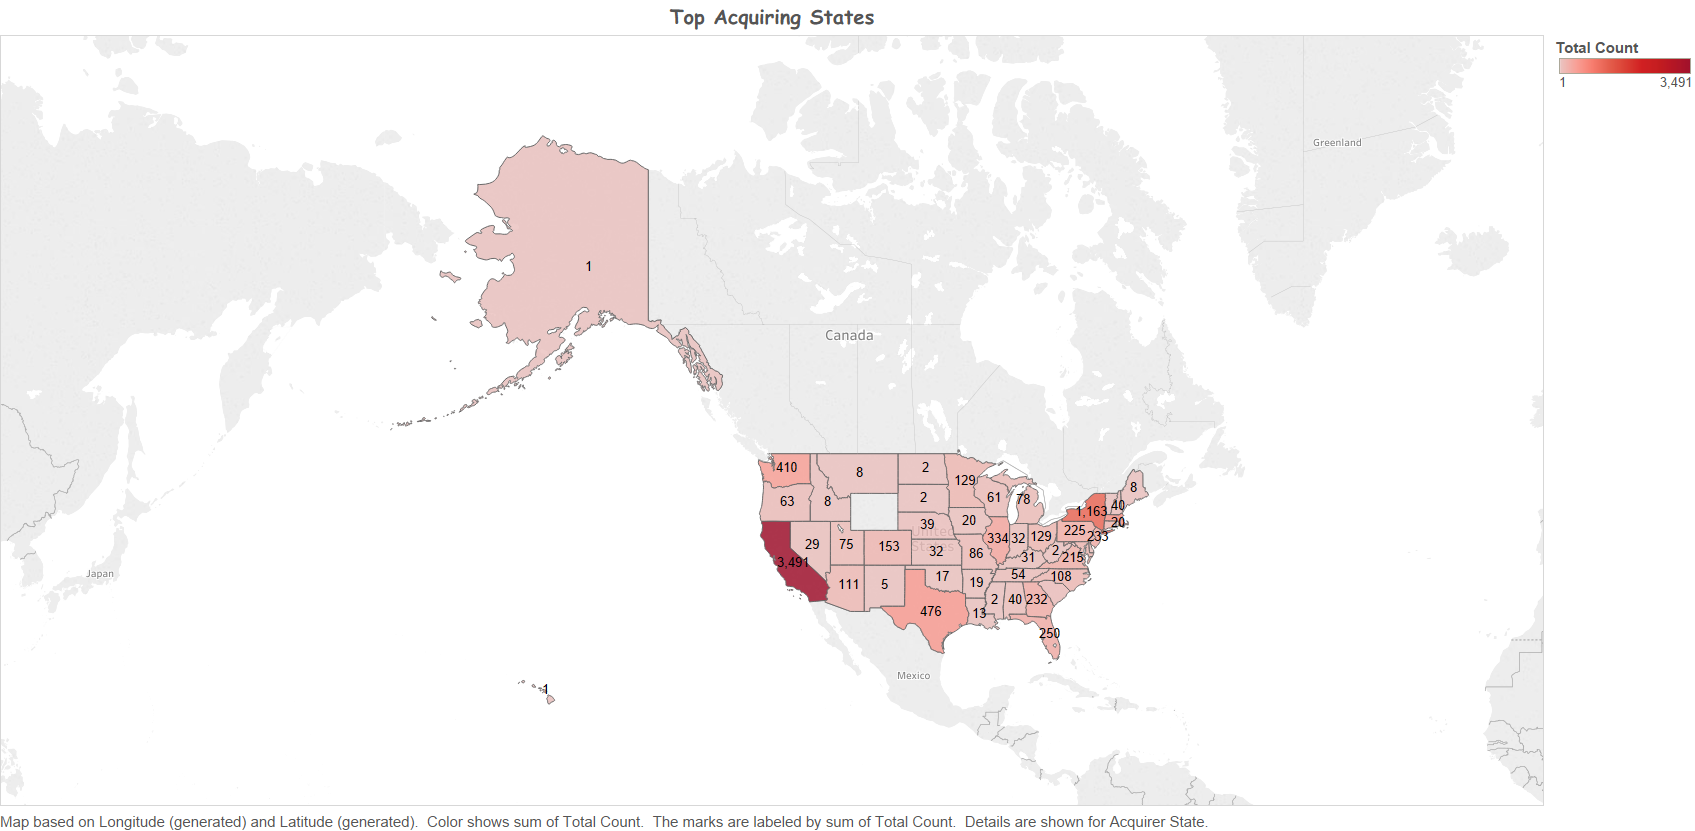 Top Acquiring States
Total Count
1 3,491
Greenland
1
Canada
Japan
410 8 2 129 8
63 8 2 61 78 1,163 40
39 20 20
29 75 153 32 86 334 32 129 225 233
3,491 31 2 215
111 5 17 19 54 108
476 13 2 40 232
250
Mexico
1
United
States
Map based on Longitude (generated) and Latitude (generated).  Color shows sum of Total Count.  The marks are labeled by sum of Total Count.  Details are shown for Acquirer State.